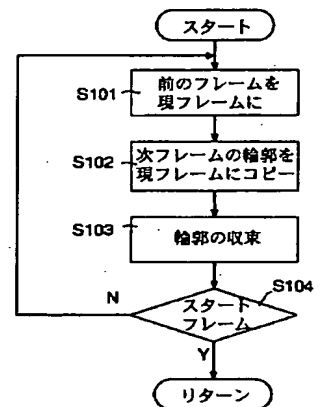 スタート
S101
前のフレームを
現フレームに
S102
次フレームの輪郭を
現フレームにコピー
S103
輪郭の収束
N
S104
スタート
フレーム
Y
リターン